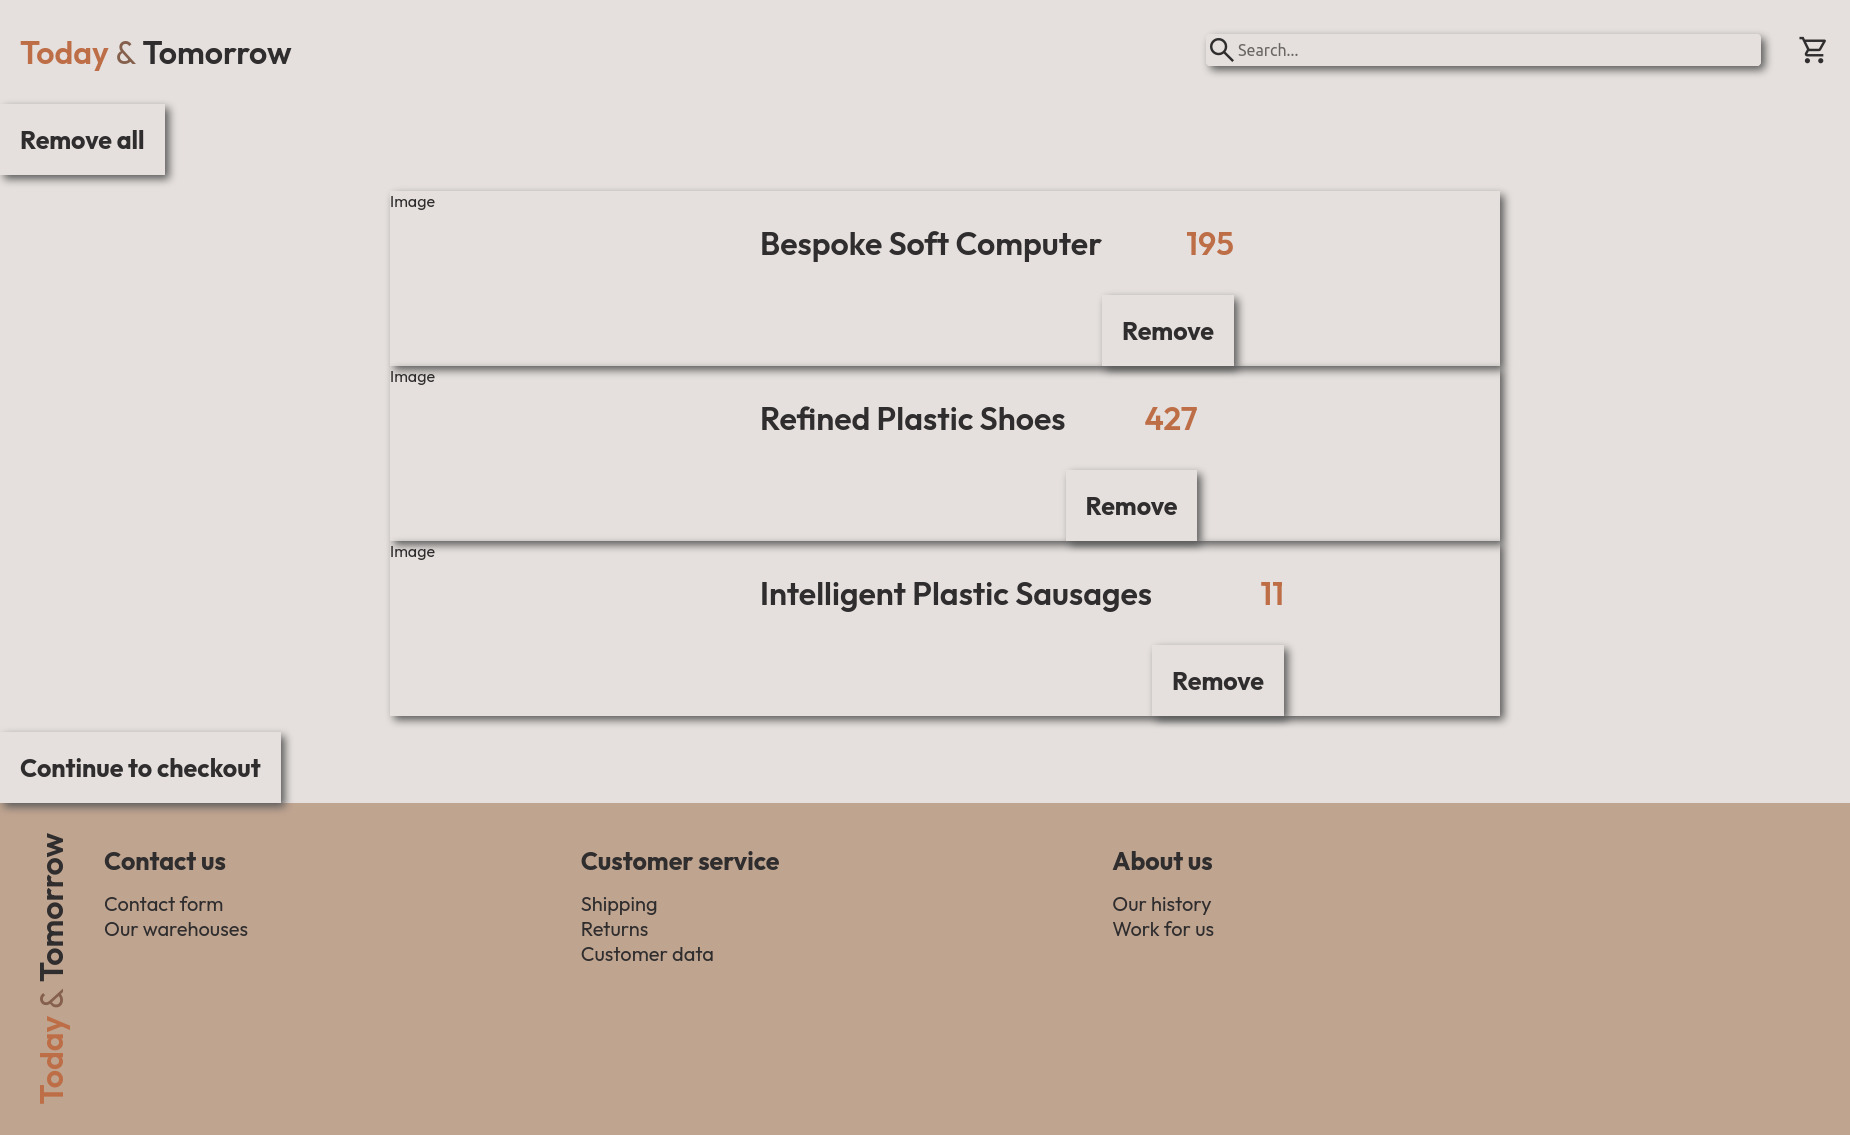 Today & Tomorrow
Search...
Remove all
Image
Bespoke Soft Computer 195
Remove
Image
Refined Plastic Shoes 427
Remove
Image
Intelligent Plastic Sausages 11
Remove
Continue to checkout
Today & Tomorrow
Contact us
Contact form
Our warehouses
Customer service
Shipping
Returns
Customer data
About us
Our history
Work for us